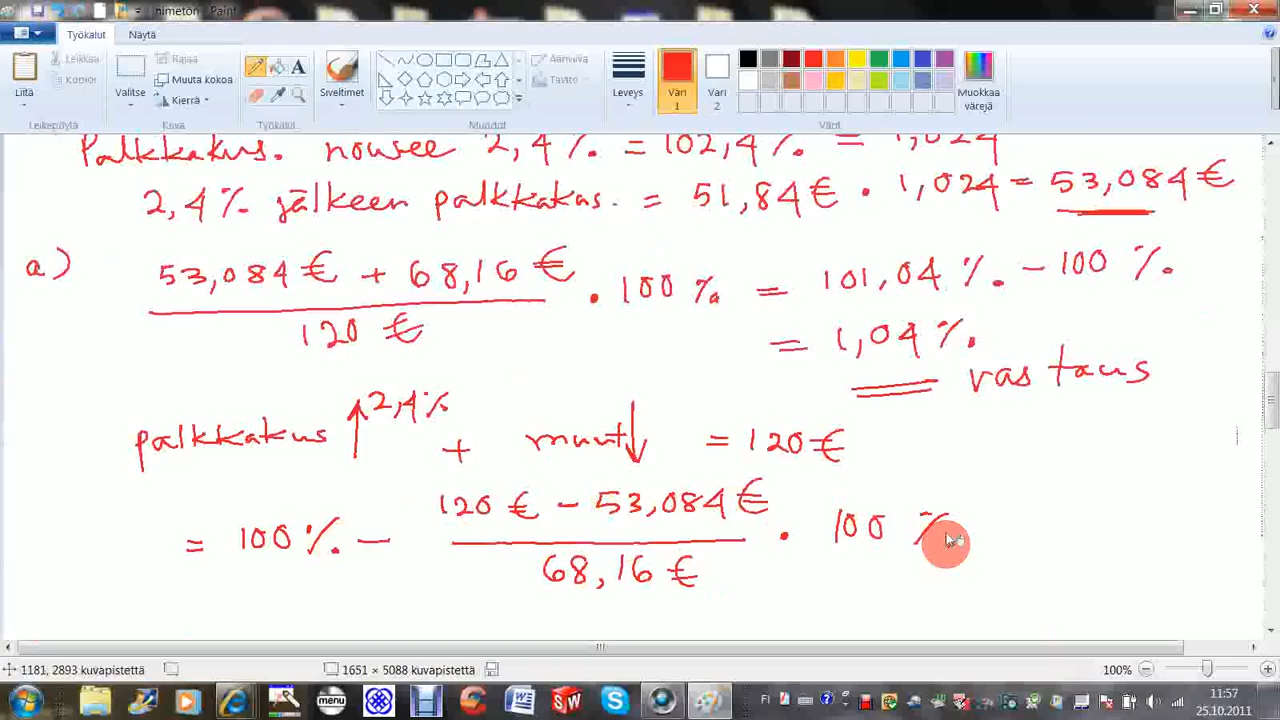 nimetön - Paint
Työkalut Näytä
Liitä Valitse Leikkaa Kopioi Rajaa Muuta kokoa Kierrä Siveltimet Ääriviiva Täyttö Leveys Väri 1 Väri 2 Muokkaa värejä
Leikepöytä Kuva Työkalut Muodot Värit
Palkkakus. nousee 2,4%. = 102,4%. = 1,024
2,4%. jälkeen palkkakus. = 51,84€ · 1,024 = 53,084€
a) 53,084€ + 68,16€ / 120 € · 100 % = 101,04 %. - 100 %.
= 1,04 %.
vastaus
palkkakus ↑ 2,4% + muut ↓ = 120 €
= 100 %. - 120 € - 53,084€ / 68,16 € · 100 %
1181, 2893 kuvapistettä 1651 × 5088 kuvapistettä 100%
menu FI 11:57
25.10.2011